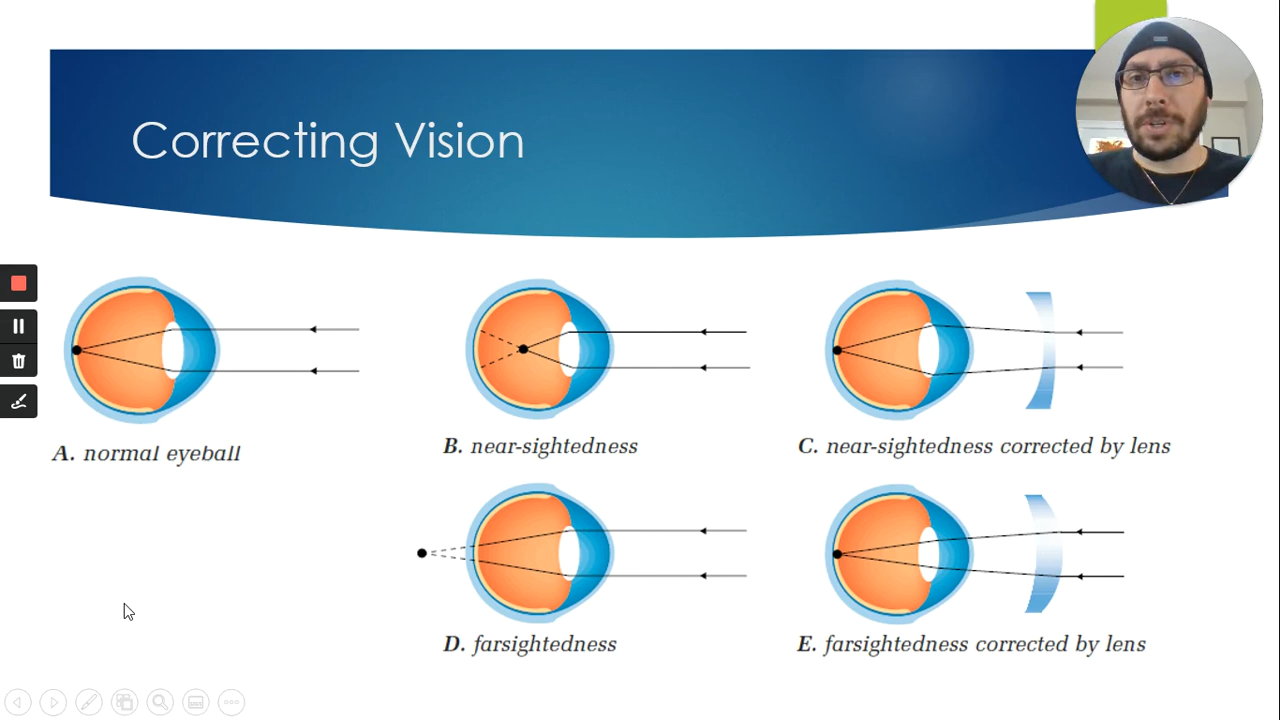 Correcting Vision
A. normal eyeball
B. near-sightedness
C. near-sightedness corrected by lens
D. farsightedness
E. farsightedness corrected by lens